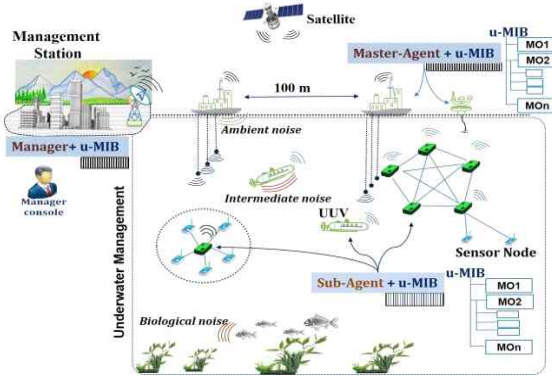 Satellite
u-MIB
Management
Station
Master-Agent + u-MIB
MO1
MO2
MOn
100 m
Ambient noise
Manager+ u-MIB
Manager
console
Intermediate noise
UUV
Sensor Node
Underwater Management
Sub-Agent + u-MIB
u-MIB
MO1
MO2
MOn
Biological noise